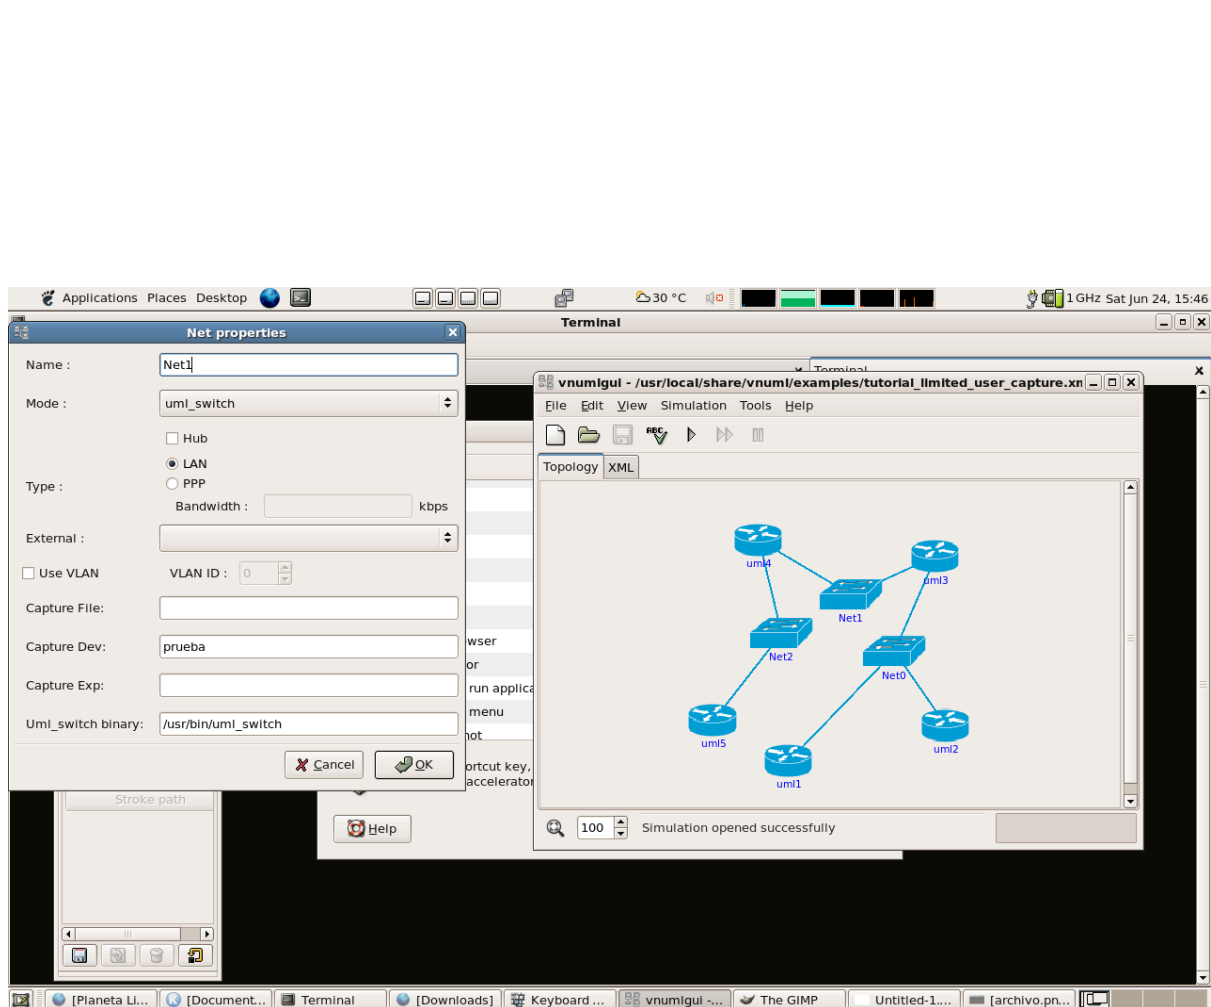 Applications Places Desktop 30 °C 1 GHz Sat Jun 24, 15:46
Terminal
Net properties
Name : Net1
Mode : uml_switch
Hub
LAN
Type :
PPP
Bandwidth : kbps
External :
Use VLAN VLAN ID : 0
Capture File:
Capture Dev: prueba
Capture Exp:
Uml_switch binary: /usr/bin/uml_switch
Cancel OK
Terminal
wser
or
run applica
menu
not
ortcut key,
accelerator
Help
Stroke path
vnumlgui - /usr/local/share/vnuml/examples/tutorial_limited_user_capture.xn
File Edit View Simulation Tools Help
ABC
Topology XML
uml4
uml3
Net1
Net2
Net0
uml5
uml2
uml1
100 Simulation opened successfully
[Planeta Li... [Document... Terminal [Downloads] Keyboard ... vnumlgui -... The GIMP Untitled-1.... [archivo.pn...